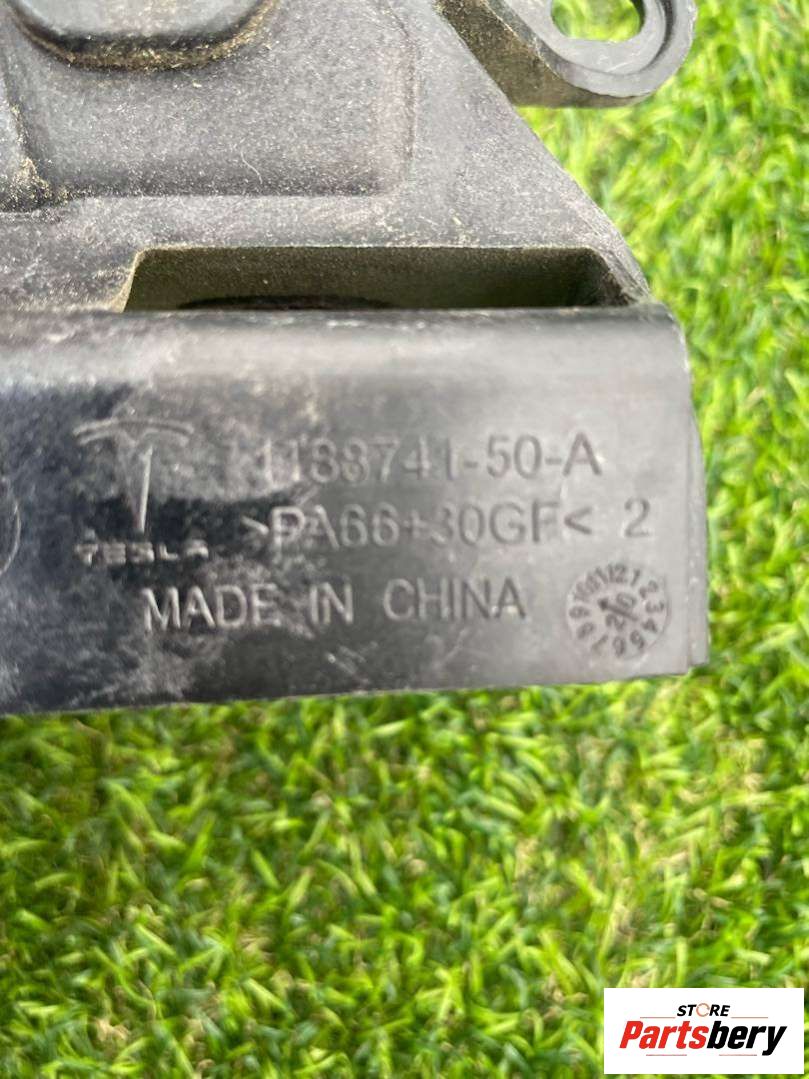 1188741-50-A
TESLA >PA66+30GF< 2
MADE IN CHINA
STORE
Partsbery